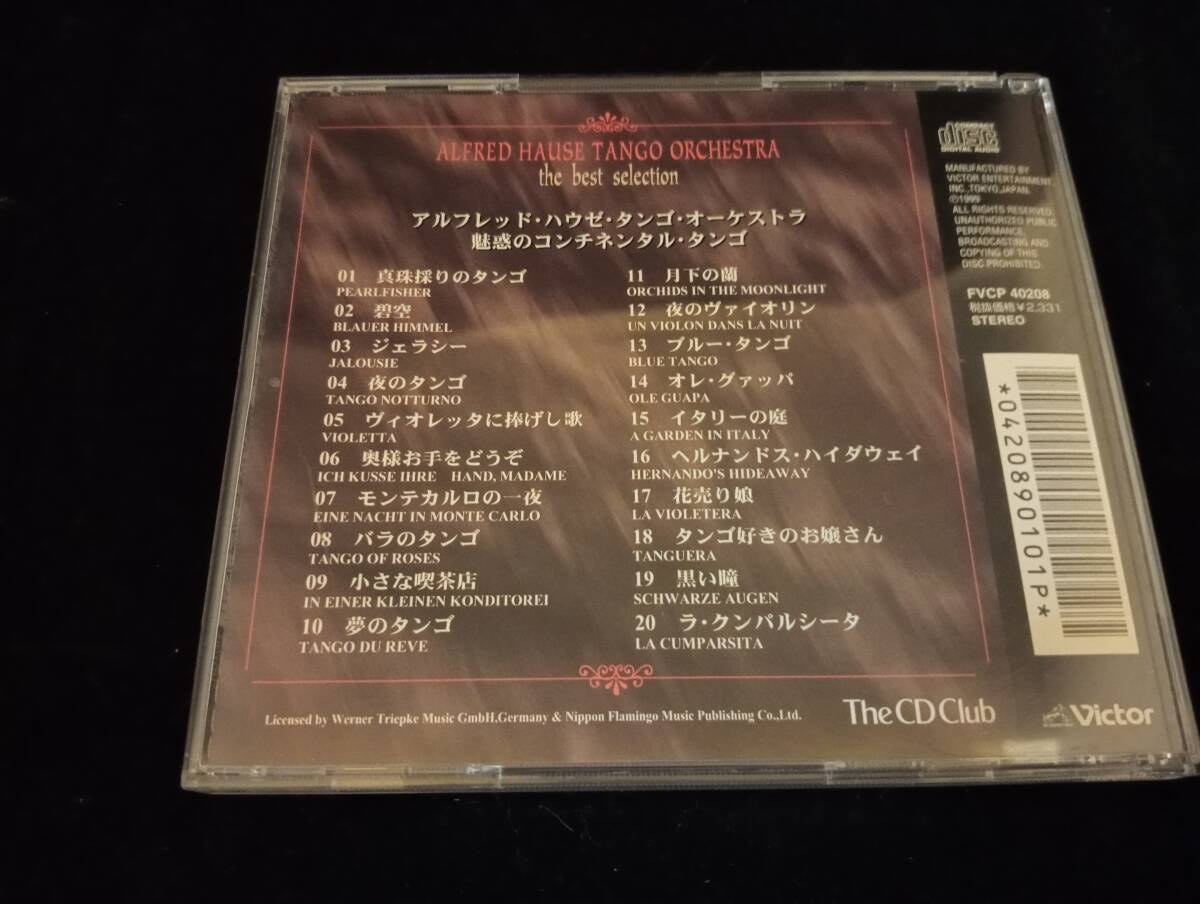 ALFRED HAUSE TANGO ORCHESTRA
the best selection
アルフレッド・ハウゼ・タンゴ・オーケストラ
魅惑のコンチネンタル・タンゴ
01 真珠採りのタンゴ
PEARLFISHER
02 碧空
BLAUER HIMMEL
03 ジェラシー
JALOUSIE
04 夜のタンゴ
TANGO NOTTURNO
05 ヴィオレッタに捧げし歌
VIOLETTA
06 奥様お手をどうぞ
ICH KUSSE IHRE HAND, MADAME
07 モンテカルロの一夜
EINE NACHT IN MONTE CARLO
08 バラのタンゴ
TANGO OF ROSES
09 小さな喫茶店
IN EINER KLEINEN KONDITOREI
10 夢のタンゴ
TANGO DU REVE
11 月下の蘭
ORCHIDS IN THE MOONLIGHT
12 夜のヴァイオリン
UN VIOLON DANS LA NUIT
13 ブルー・タンゴ
BLUE TANGO
14 オレ・グァッパ
OLE GUAPA
15 イタリーの庭
A GARDEN IN ITALY
16 ヘルナンドス・ハイダウェイ
HERNANDO'S HIDEAWAY
17 花売り娘
LA VIOLETERA
18 タンゴ好きのお嬢さん
TANGUERA
19 黒い瞳
SCHWARZE AUGEN
20 ラ・クンパルシータ
LA CUMPARSITA
Licensed by Werner Triepke Music GmbH,Germany & Nippon Flamingo Music Publishing Co.,Ltd.
The CD Club
Victor
COMPACT
disc
DIGITAL AUDIO
MANUFACTURED BY
VICTOR ENTERTAINMENT,
INC.,TOKYO,JAPAN.
Ⓟ1999
ALL RIGHTS RESERVED.
UNAUTHORIZED PUBLIC
PERFORMANCE,
BROADCASTING AND
COPYING OF THIS
DISC PROHIBITED.
FVCP 40208
税抜価格¥2,331
STEREO
*0420890101P*